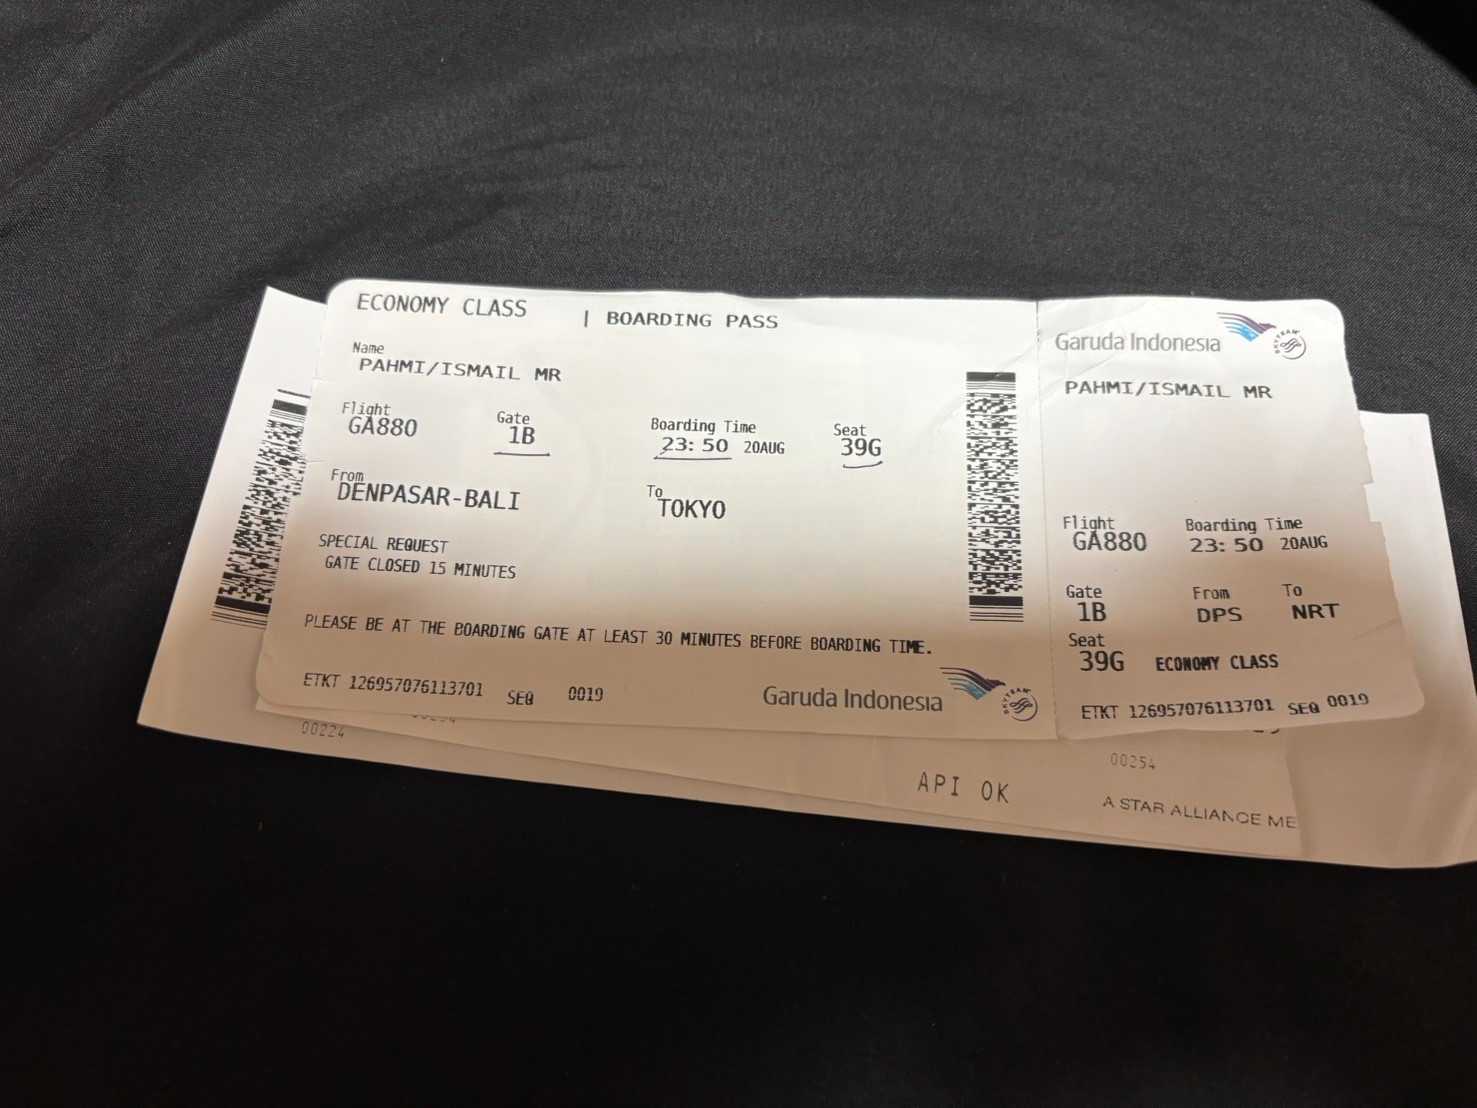 ECONOMY CLASS | BOARDING PASS
Name
PAHMI/ISMAIL MR
Flight Gate Boarding Time Seat
GA880 1B 23:50 20AUG 39G
From To
DENPASAR-BALI TOKYO
SPECIAL REQUEST
GATE CLOSED 15 MINUTES
PLEASE BE AT THE BOARDING GATE AT LEAST 30 MINUTES BEFORE BOARDING TIME.
ETKT 126957076113701 SEQ 0019
Garuda Indonesia
SKYTEAM
Garuda Indonesia
SKYTEAM
PAHMI/ISMAIL MR
Flight Boarding Time
GA880 23:50 20AUG
Gate From To
1B DPS NRT
Seat
39G ECONOMY CLASS
ETKT 126957076113701 SEQ 0019
00224
00254
API OK
A STAR ALLIANCE ME